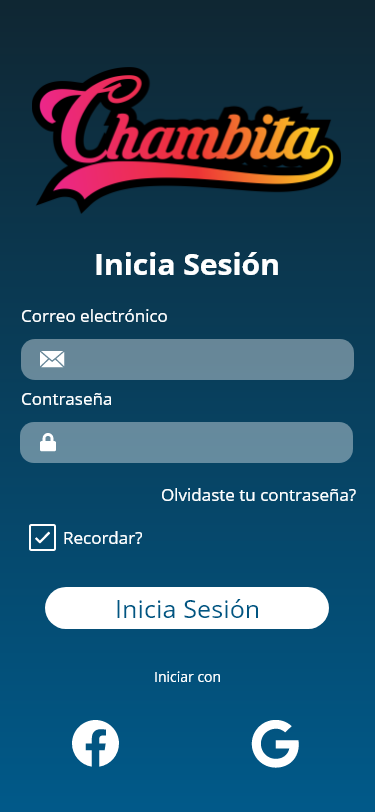 Chambita
Inicia Sesión
Correo electrónico
Contraseña
Olvidaste tu contraseña?
Recordar?
Inicia Sesión
Iniciar con